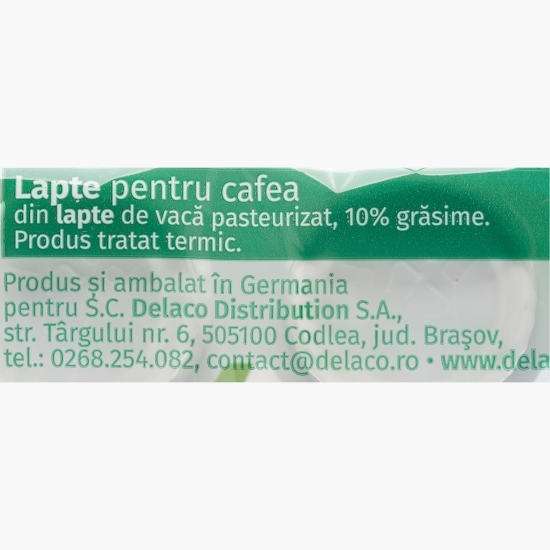 Lapte pentru cafea
din lapte de vacă pasteurizat, 10% grăsime.
Produs tratat termic.
Produs și ambalat în Germania
pentru S.C. Delaco Distribution S.A.,
str. Târgului nr. 6, 505100 Codlea, jud. Brașov,
tel.: 0268.254.082, contact@delaco.ro • www.dela